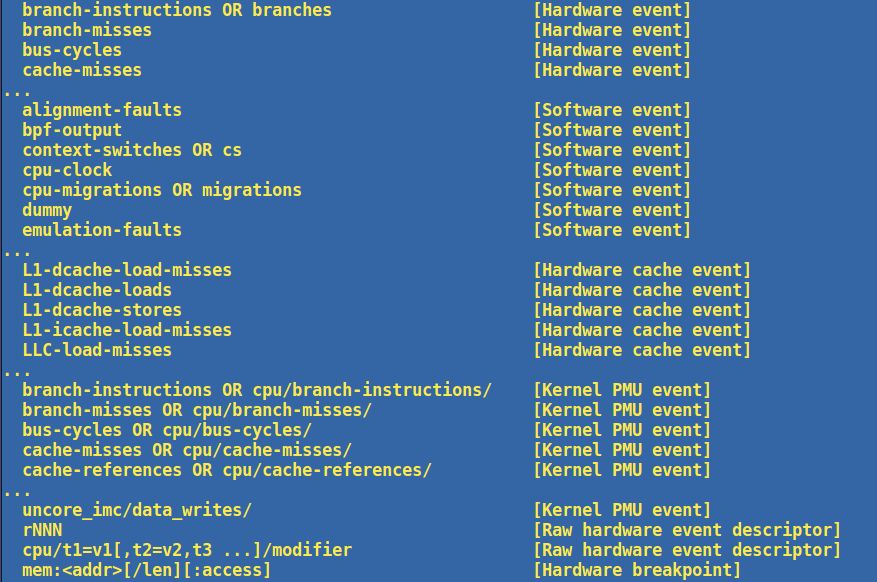 branch-instructions OR branches [Hardware event]
branch-misses [Hardware event]
bus-cycles [Hardware event]
cache-misses [Hardware event]
...
alignment-faults [Software event]
bpf-output [Software event]
context-switches OR cs [Software event]
cpu-clock [Software event]
cpu-migrations OR migrations [Software event]
dummy [Software event]
emulation-faults [Software event]
...
L1-dcache-load-misses [Hardware cache event]
L1-dcache-loads [Hardware cache event]
L1-dcache-stores [Hardware cache event]
L1-icache-load-misses [Hardware cache event]
LLC-load-misses [Hardware cache event]
...
branch-instructions OR cpu/branch-instructions/ [Kernel PMU event]
branch-misses OR cpu/branch-misses/ [Kernel PMU event]
bus-cycles OR cpu/bus-cycles/ [Kernel PMU event]
cache-misses OR cpu/cache-misses/ [Kernel PMU event]
cache-references OR cpu/cache-references/ [Kernel PMU event]
...
uncore_imc/data_writes/ [Kernel PMU event]
rNNN [Raw hardware event descriptor]
cpu/t1=v1[,t2=v2,t3 ...]/modifier [Raw hardware event descriptor]
mem:<addr>[/len][:access] [Hardware breakpoint]